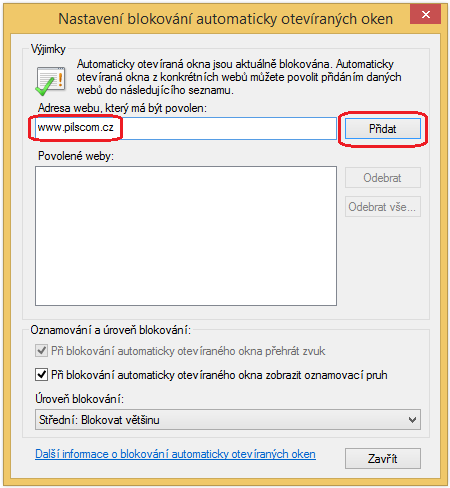 Nastavení blokování automaticky otevíraných oken
Výjimky
Automaticky otevíraná okna jsou aktuálně blokována. Automaticky
otevíraná okna z konkrétních webů můžete povolit přidáním daných
webů do následujícího seznamu.
Adresa webu, který má být povolen:
www.pilscom.cz
Přidat
Povolené weby:
Odebrat
Odebrat vše...
Oznamování a úroveň blokování:
Při blokování automaticky otevíraného okna přehrát zvuk
Při blokování automaticky otevíraného okna zobrazit oznamovací pruh
Úroveň blokování:
Střední: Blokovat většinu
Další informace o blokování automaticky otevíraných oken
Zavřít